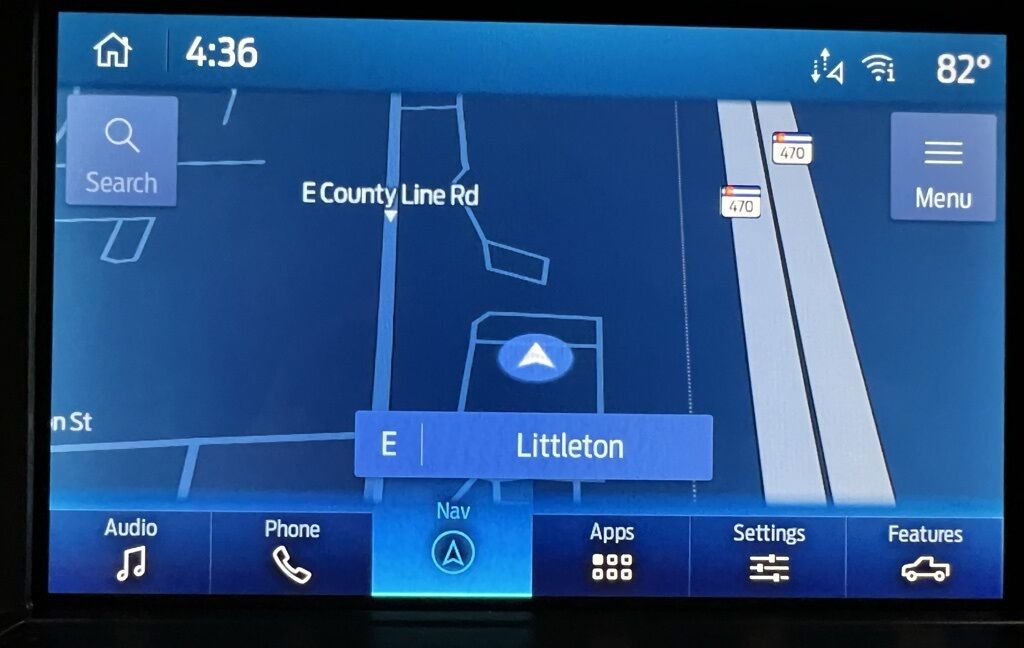 4:36
82°
Search
E County Line Rd
470
470
Menu
n St
E
Littleton
Audio
Phone
Nav
Apps
Settings
Features